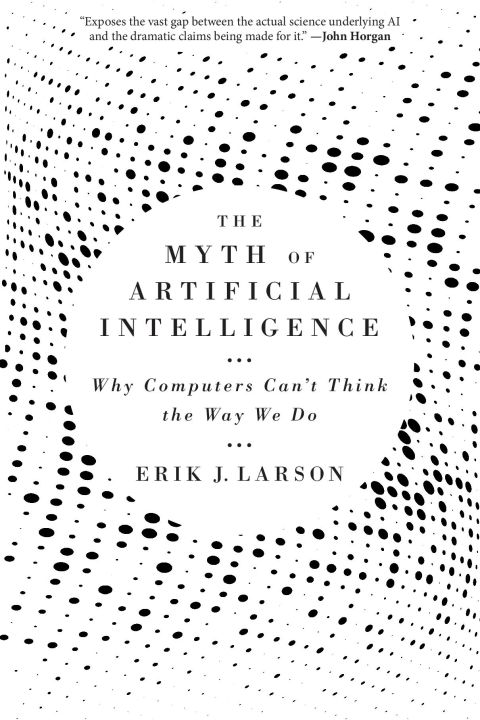 “Exposes the vast gap between the actual science underlying AI
and the dramatic claims being made for it.” —John Horgan
THE
MYTH OF
ARTIFICIAL
INTELLIGENCE
•••
Why Computers Can’t Think
the Way We Do
•••
ERIK J. LARSON